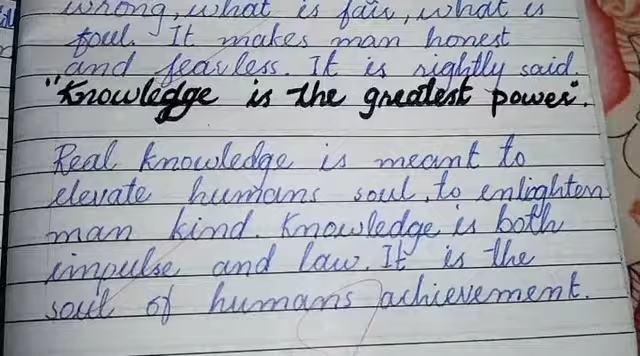 wrong, what is fair, what is
foul. It makes man honest
and fearless. It is rightly said.
"Knowledge is the greatest power".
Real knowledge is meant to
elevate humans soul, to enlighten
man kind. Knowledge is both
impulse and law. It is the
soul of humans achievement.